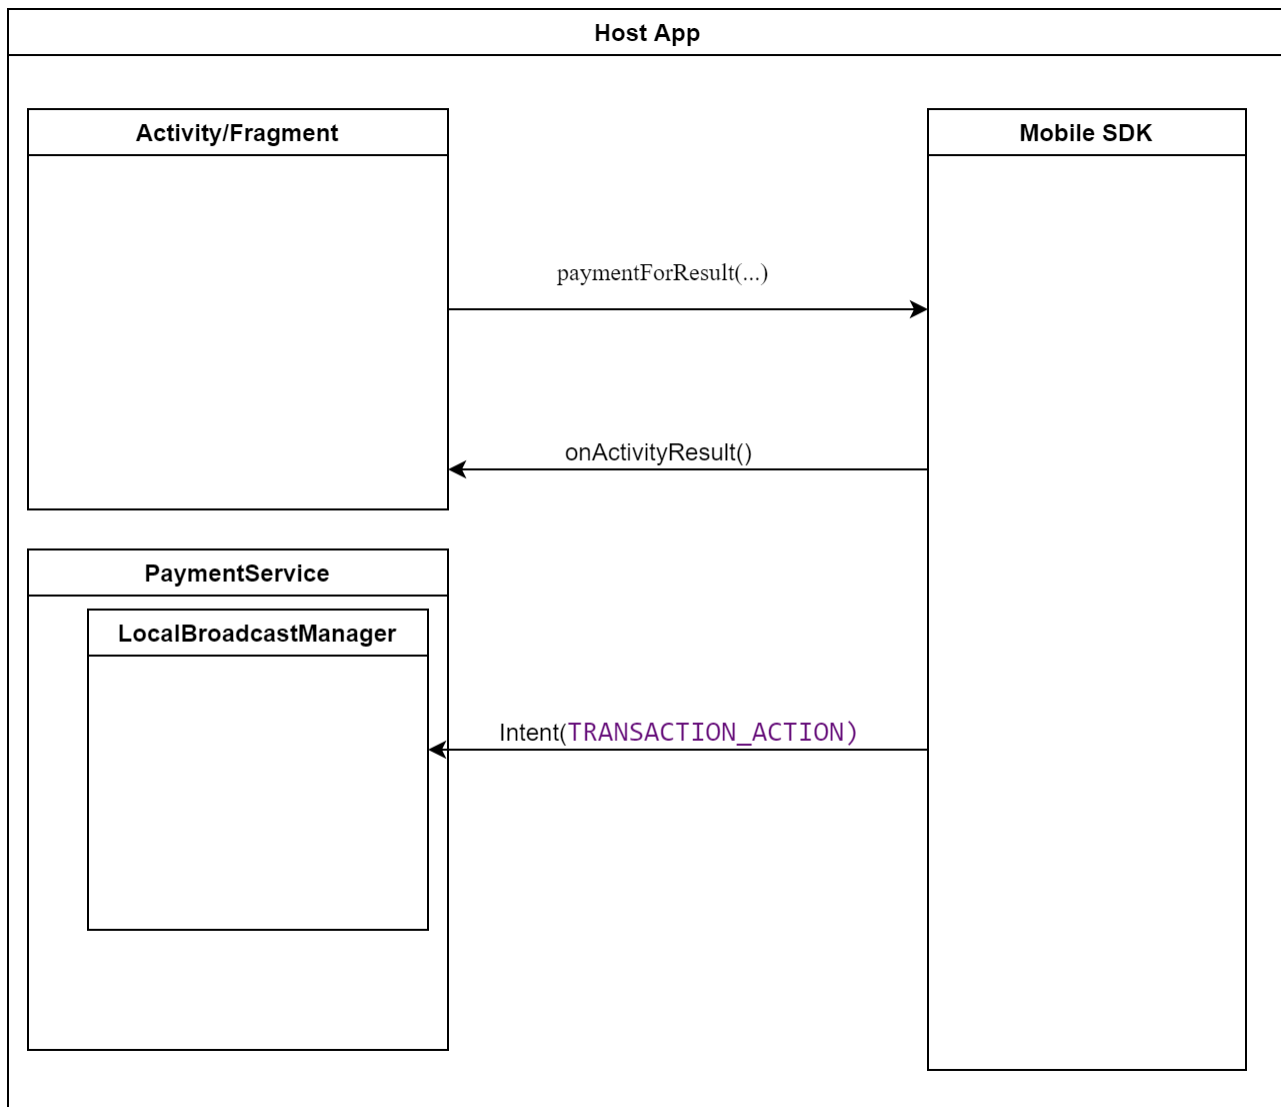 Host App
Activity/Fragment
Mobile SDK
paymentForResult(...)
onActivityResult()
PaymentService
LocalBroadcastManager
Intent(TRANSACTION_ACTION)